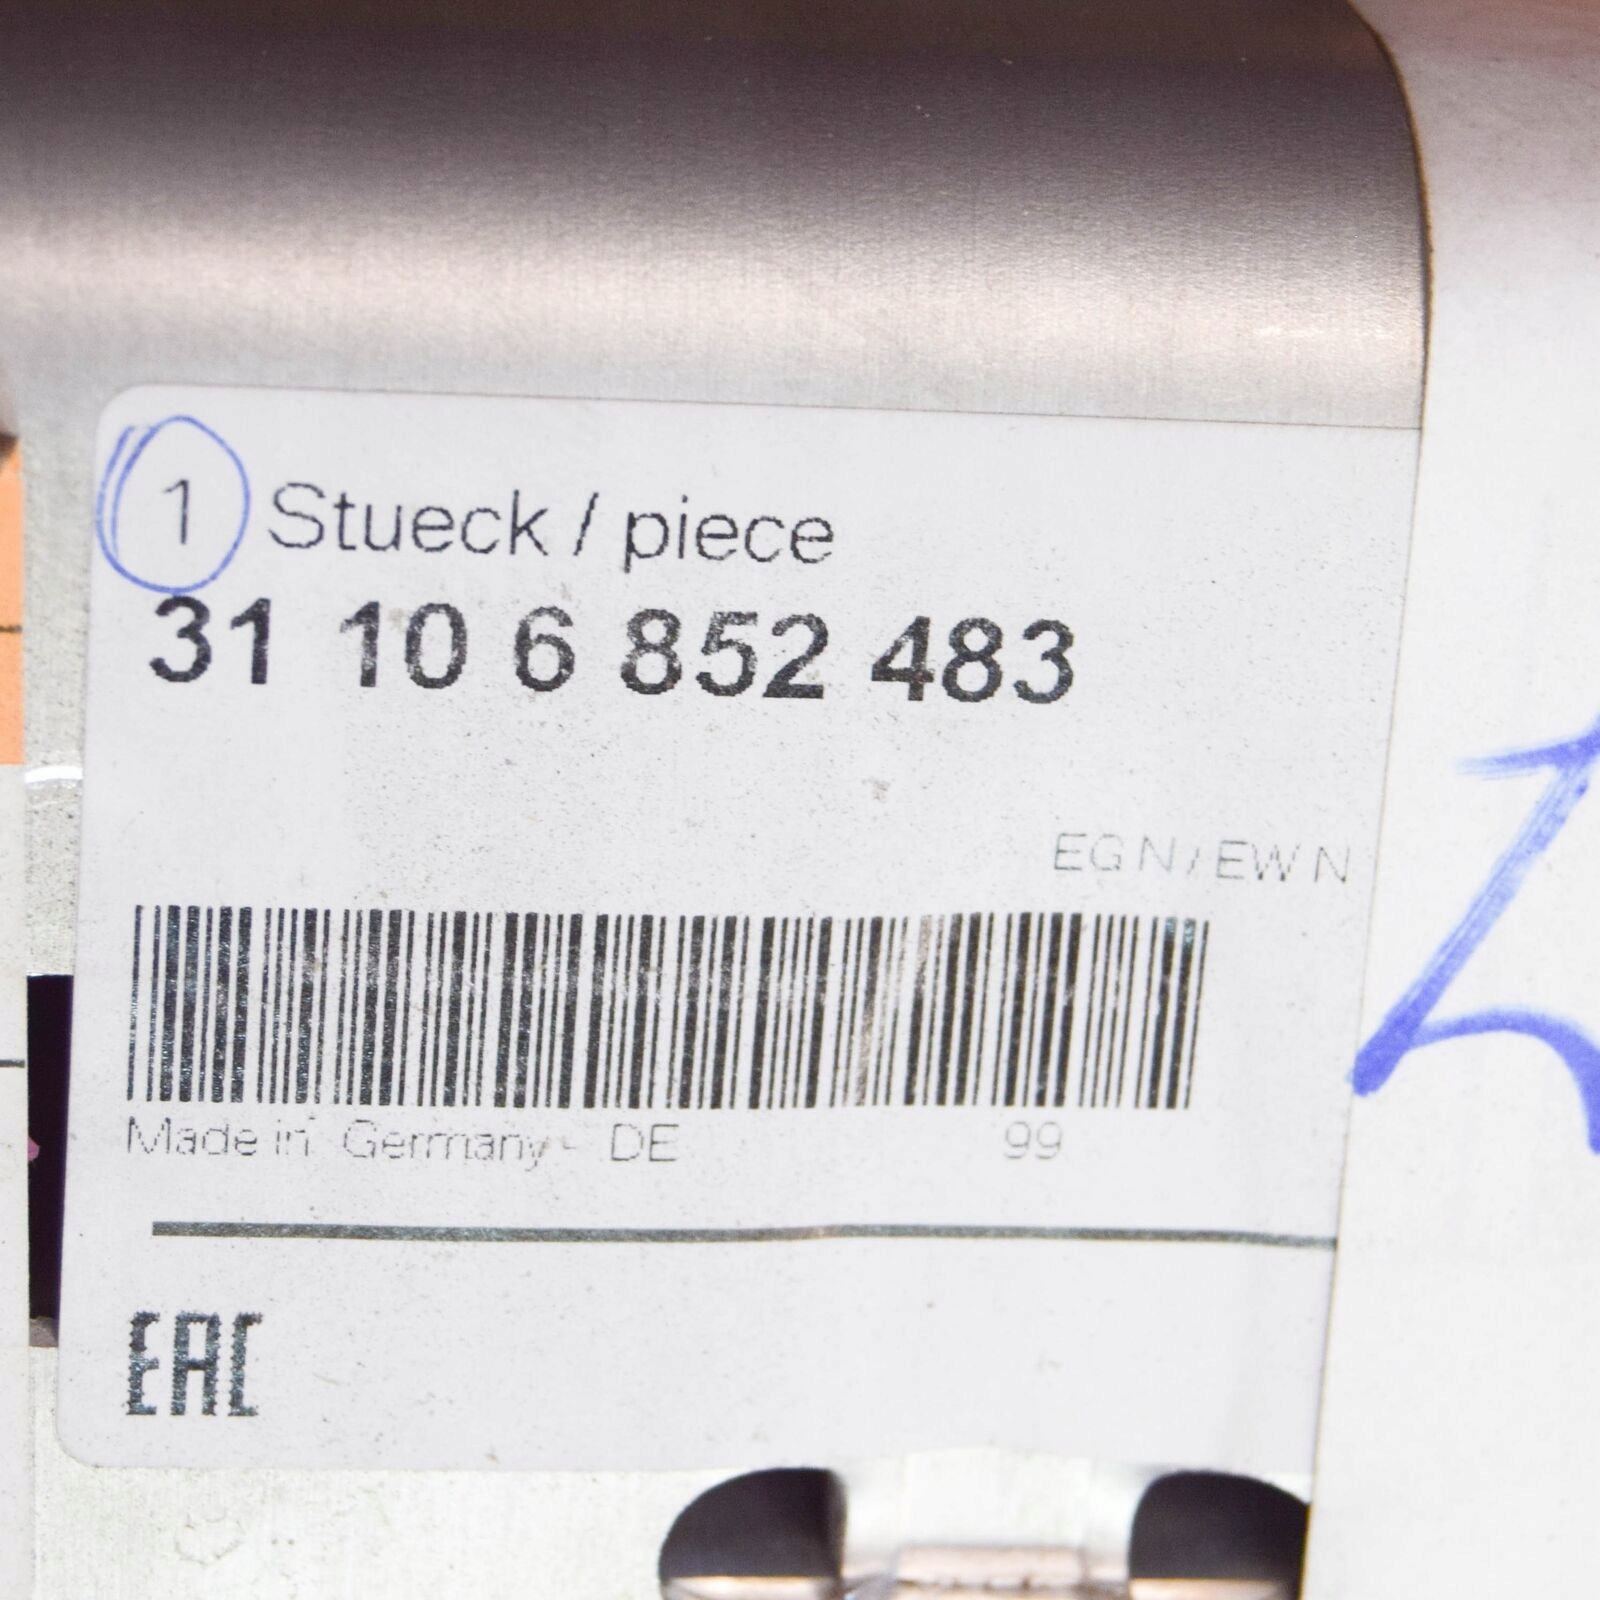 1 Stueck / piece
31 10 6 852 483
EG N / EW N
Made in Germany - DE 99
EAC